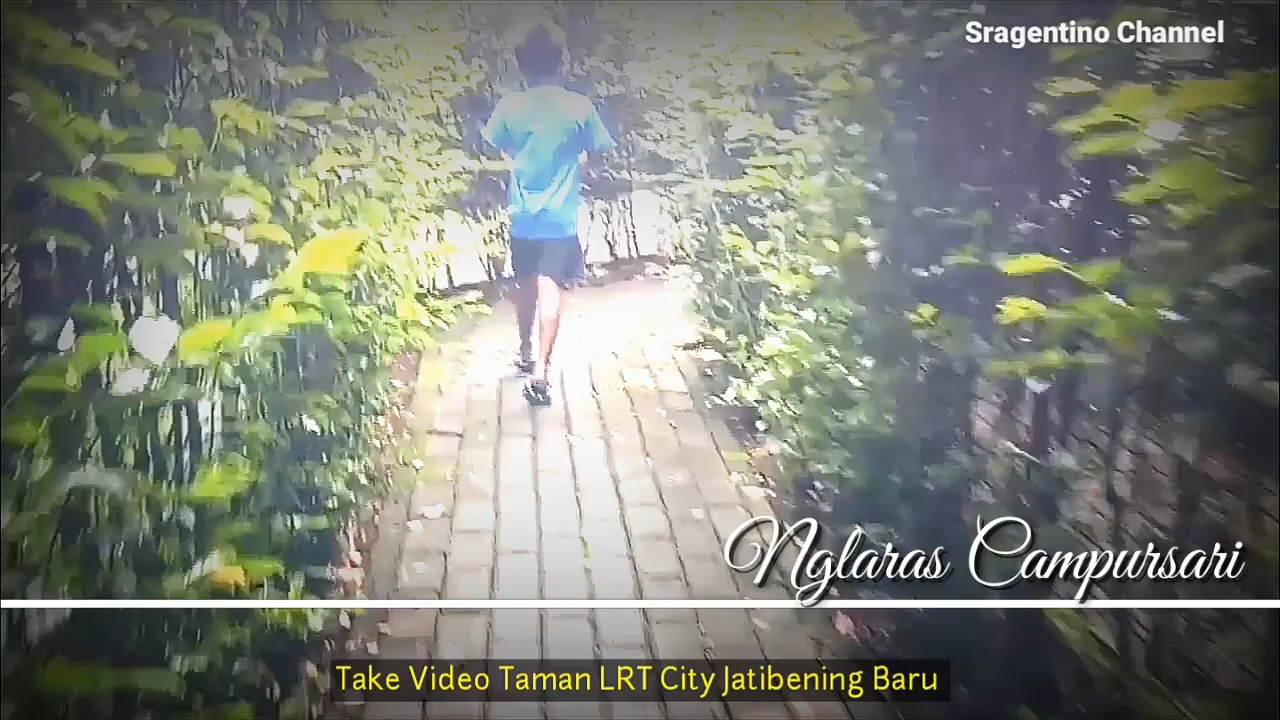 Sragentino Channel
Nglaras Campursari
Take Video Taman LRT City Jatibening Baru